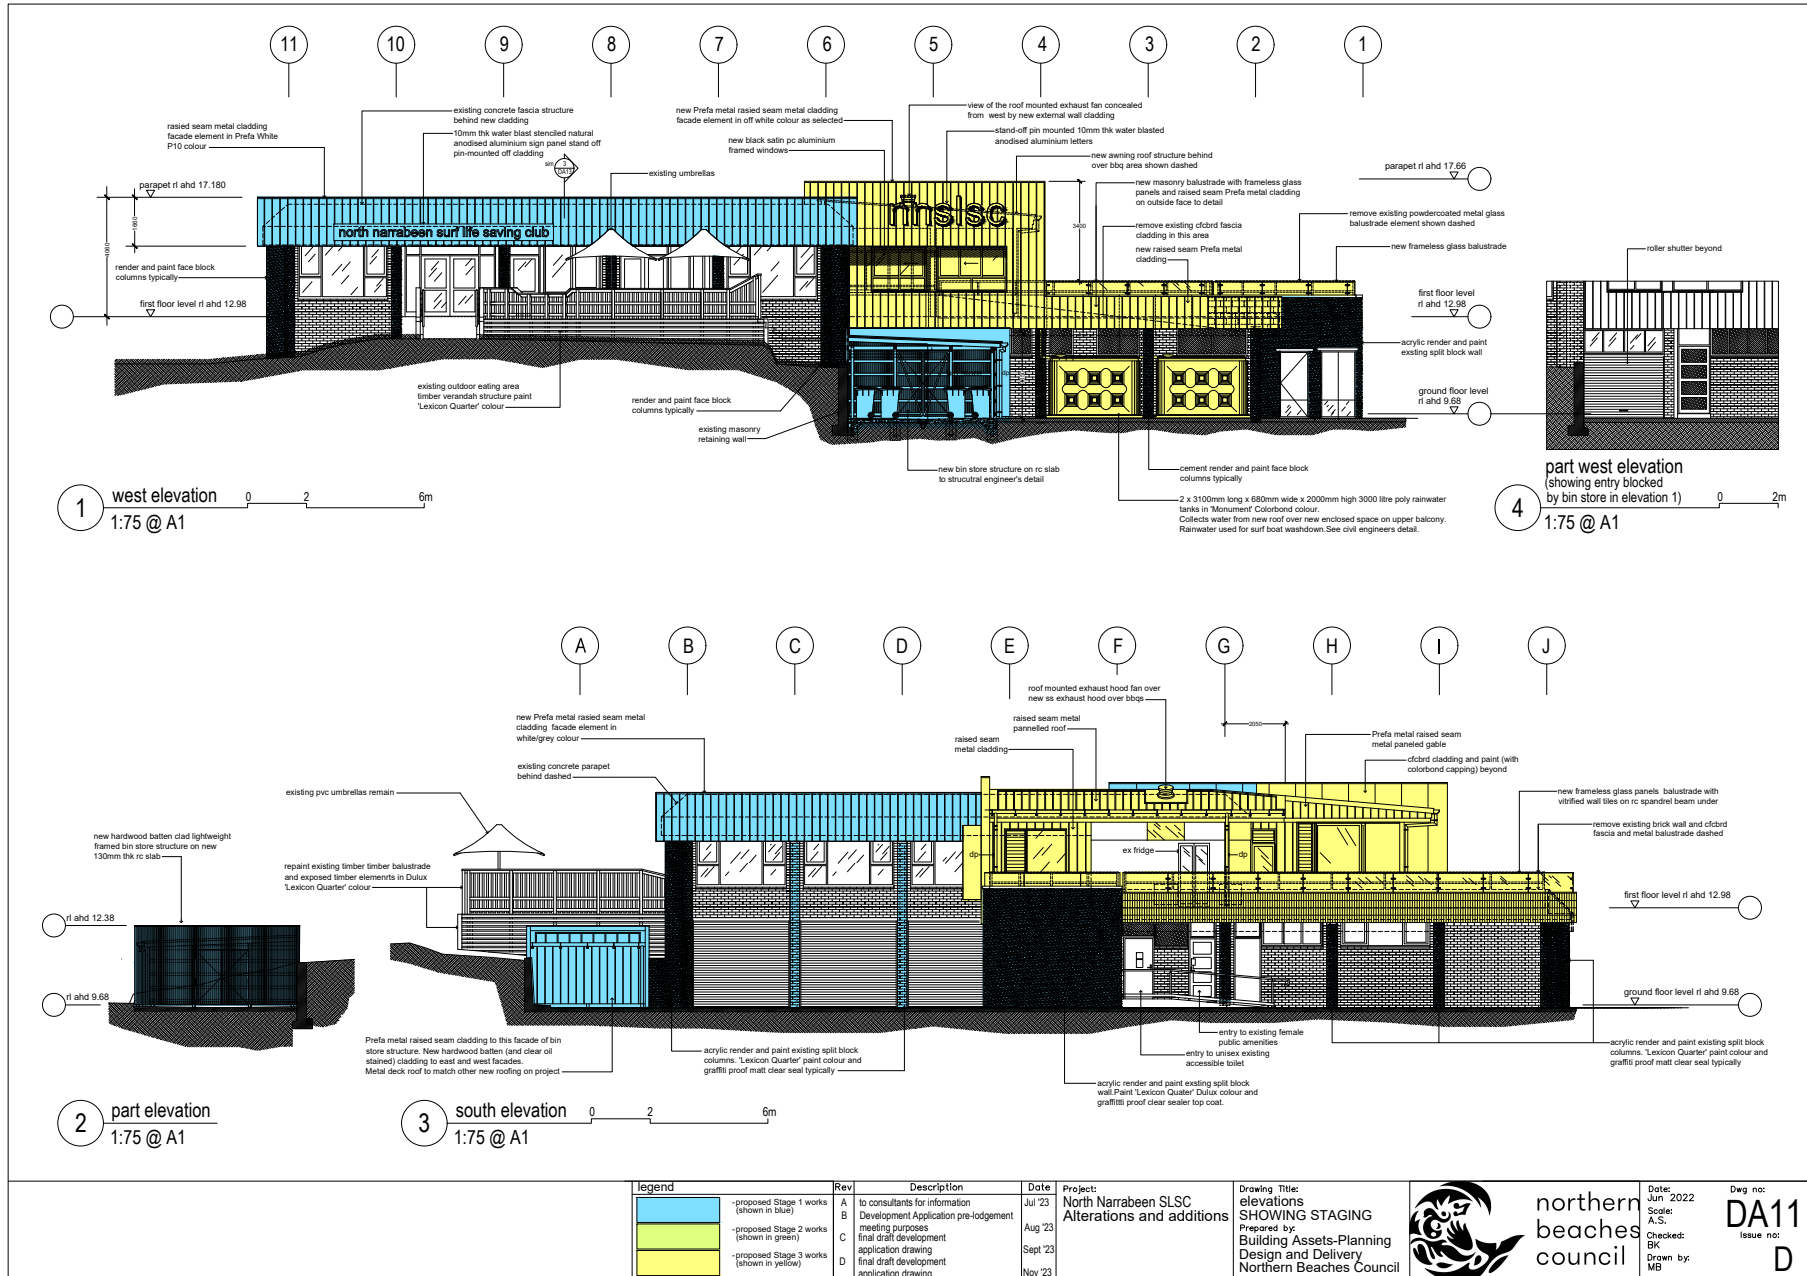 11 10 9 8 7 6 5 4 3 2 1
rasied seam metal cladding
facade element in Prefa White
P10 colour
existing concrete fascia structure
behind new cladding
10mm thk water blast stenciled natural
anodised aluminium sign panel stand off
pin-mounted off cladding
sim
3
DA13
existing umbrellas
new Prefa metal rasied seam metal cladding
facade element in off white colour as selected
new black satin pc aluminium
framed windows
view of the roof mounted exhaust fan concealed
from west by new external wall cladding
stand-off pin mounted 10mm thk water blasted
anodised aluminium letters
new awning roof structure behind
over bbq area shown dashed
new masonry balustrade with frameless glass
panels and raised seam Prefa metal cladding
on outside face to detail
remove existing cfcbrd fascia
cladding in this area
new raised seam Prefa metal
cladding
parapet rl ahd 17.66
remove existing powdercoated metal glass
balustrade element shown dashed
new frameless glass balustrade
roller shutter beyond
parapet rl ahd 17.180
1660
4060
3400
north narrabeen surf life saving club
nnslsc
render and paint face block
columns typically
first floor level rl ahd 12.98
first floor level
rl ahd 12.98
acrylic render and paint
exsting split block wall
ground floor level
rl ahd 9.68
dp
existing outdoor eating area
timber verandah structure paint
'Lexicon Quarter' colour
render and paint face block
columns typically
existing masonry
retaining wall
new bin store structure on rc slab
to strucutral engineer's detail
cement render and paint face block
columns typically
2 x 3100mm long x 680mm wide x 2000mm high 3000 litre poly rainwater
tanks in 'Monument' Colorbond colour.
Collects water from new roof over new enclosed space on upper balcony.
Rainwater used for surf boat washdown.See civil engineers detail.
1 west elevation 0 2 6m
1:75 @ A1
4 part west elevation
(showing entry blocked
by bin store in elevation 1) 0 2m
1:75 @ A1
A B C D E F G H I J
roof mounted exhaust hood fan over
new ss exhaust hood over bbqs
raised seam metal
pannelled roof
raised seam
metal cladding
2050
Prefa metal raised seam
metal paneled gable
cfcbrd cladding and paint (with
colorbond capping) beyond
new Prefa metal rasied seam metal
cladding facade element in
white/grey colour
existing concrete parapet
behind dashed
existing pvc umbrellas remain
new frameless glass panels balustrade with
vitrified wall tiles on rc spandrel beam under
remove existing brick wall and cfcbrd
fascia and metal balustrade dashed
new hardwood batten clad lightweight
framed bin store structure on new
130mm thk rc slab
repaint existing timber timber balustrade
and exposed timber elemenrts in Dulux
'Lexicon Quarter' colour
dp
ex fridge
dp
first floor level rl ahd 12.98
rl ahd 12.38
rl ahd 9.68
ground floor level rl ahd 9.68
Prefa metal raised seam cladding to this facade of bin
store structure. New hardwood batten (and clear oil
stained) cladding to east and west facades.
Metal deck roof to match other new roofing on project
acrylic render and paint existing split block
columns. 'Lexicon Quarter' paint colour and
graffiti proof matt clear seal typically
entry to existing female
public amenities
entry to unisex existing
accessible toilet
acrylic render and paint exsting split block
wall.Paint 'Lexicon Quater' Dulux colour and
graffittti proof clear sealer top coat.
acrylic render and paint existing split block
columns. 'Lexicon Quarter' paint colour and
graffiti proof matt clear seal typically
2 part elevation
1:75 @ A1
3 south elevation 0 2 6m
1:75 @ A1
legend
-proposed Stage 1 works
(shown in blue)
-proposed Stage 2 works
(shown in green)
-proposed Stage 3 works
(shown in yellow)
Rev Description Date
A to consultants for information Jul '23
B Development Application pre-lodgement
meeting purposes Aug '23
C final draft development
application drawing Sept '23
D final draft development
application drawing Nov '23
Project:
North Narrabeen SLSC
Alterations and additions
Drawing Title:
elevations
SHOWING STAGING
Prepared by:
Building Assets-Planning
Design and Delivery
Northern Beaches Council
northern
beaches
council
Date:
Jun 2022
Scale:
A.S.
Checked:
BK
Drawn by:
MB
Dwg no:
DA11
Issue no:
D